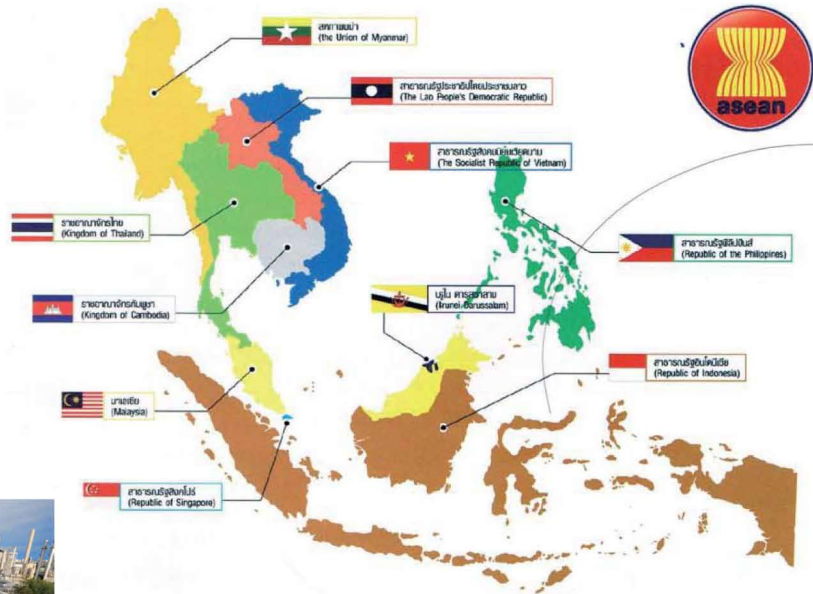 สหภาพพม่า
(the Union of Myanmar)
asean
สาธารณรัฐประชาธิปไตยประชาชนลาว
(The Lao People's Democratic Republic)
สาธารณรัฐสังคมนิยมเวียดนาม
(The Socialist Republic of Vietnam)
ราชอาณาจักรไทย
(Kingdom of Thailand)
สาธารณรัฐฟิลิปปินส์
(Republic of the Philippines)
ราชอาณาจักรกัมพูชา
(Kingdom of Cambodia)
บรูไน ดารุสซาลาม
(Brunei Darussalam)
สาธารณรัฐอินโดนีเซีย
(Republic of Indonesia)
มาเลเซีย
(Malaysia)
สาธารณรัฐสิงคโปร์
(Republic of Singapore)